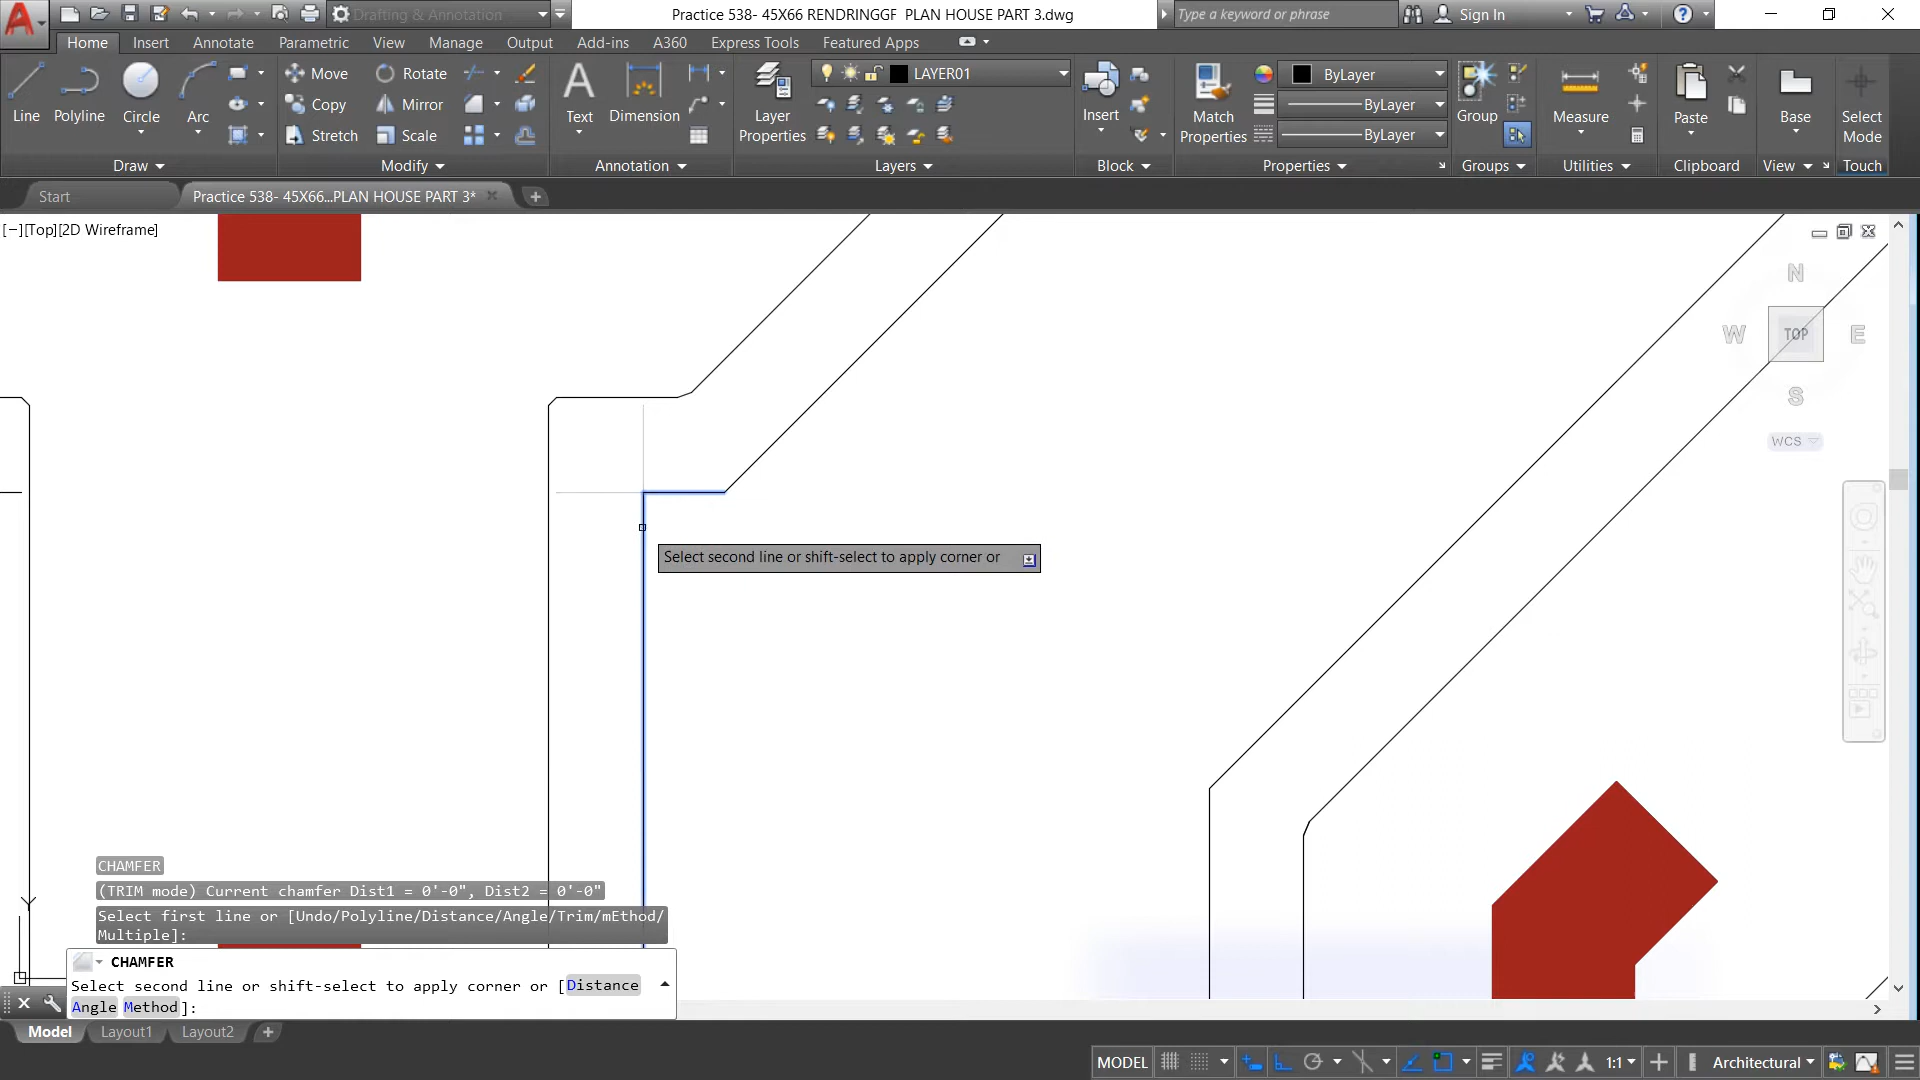 Drafting & Annotation
Practice 538- 45X66 RENDRINGGF  PLAN HOUSE PART 3.dwg
Type a keyword or phrase
Sign In
Home Insert Annotate Parametric View Manage Output Add-ins A360 Express Tools Featured Apps
Line
Polyline
Circle
Arc
Move
Copy
Stretch
Rotate
Mirror
Scale
Text
Dimension
Layer
Properties
LAYER01
Insert
Match
Properties
ByLayer
ByLayer
ByLayer
Group
Measure
Paste
Base
Select
Mode
Draw
Modify
Annotation
Layers
Block
Properties
Groups
Utilities
Clipboard
View
Touch
Start
Practice 538- 45X66...PLAN HOUSE PART 3*
[−][Top][2D Wireframe]
N
W
TOP
E
S
WCS
Select second line or shift-select to apply corner or
CHAMFER
(TRIM mode) Current chamfer Dist1 = 0'-0", Dist2 = 0'-0"
Select first line or [Undo/Polyline/Distance/Angle/Trim/mEthod/
Multiple]:
Y
CHAMFER
Select second line or shift-select to apply corner or [Distance
Angle Method]:
Model
Layout1
Layout2
MODEL
1:1
Architectural